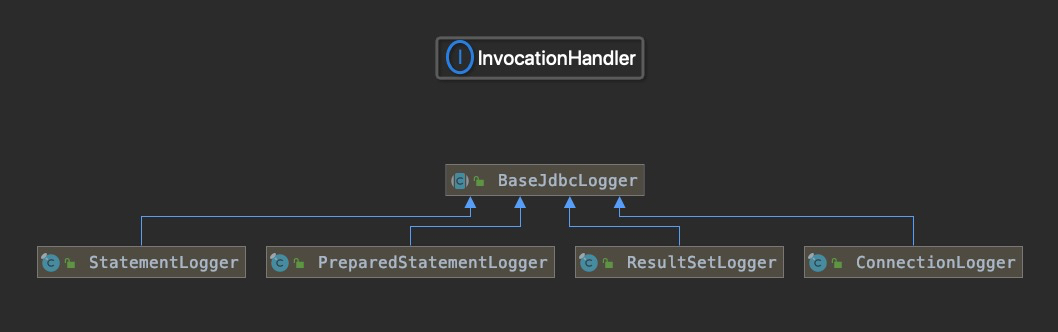 I InvocationHandler
C BaseJdbcLogger
C StatementLogger C PreparedStatementLogger C ResultSetLogger C ConnectionLogger